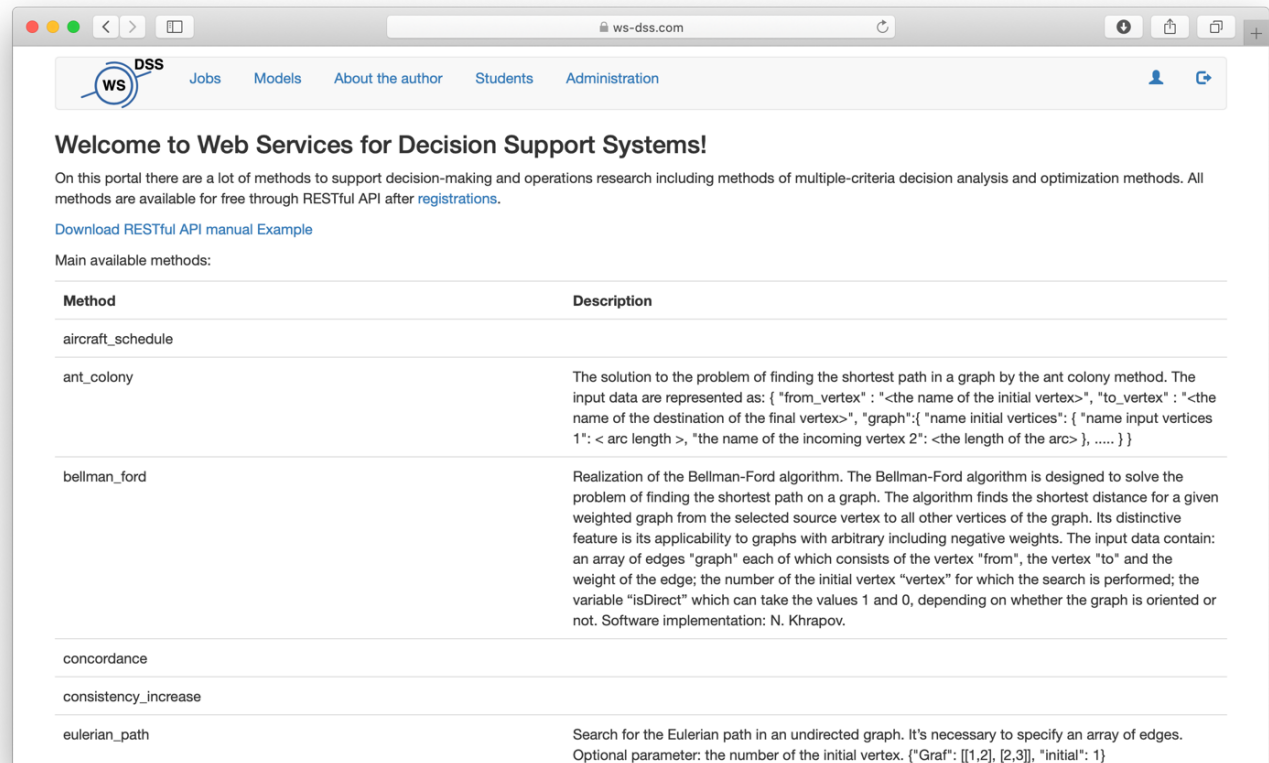 ws-dss.com
WS DSS
Jobs Models About the author Students Administration
Welcome to Web Services for Decision Support Systems!
On this portal there are a lot of methods to support decision-making and operations research including methods of multiple-criteria decision analysis and optimization methods. All
methods are available for free through RESTful API after registrations.
Download RESTful API manual Example
Main available methods:
Method Description
aircraft_schedule
ant_colony The solution to the problem of finding the shortest path in a graph by the ant colony method. The
input data are represented as: { "from_vertex" : "<the name of the initial vertex>", "to_vertex" : "<the
name of the destination of the final vertex>", "graph":{ "name initial vertices": { "name input vertices
1": < arc length >, "the name of the incoming vertex 2": <the length of the arc> }, ..... } }
bellman_ford Realization of the Bellman-Ford algorithm. The Bellman-Ford algorithm is designed to solve the
problem of finding the shortest path on a graph. The algorithm finds the shortest distance for a given
weighted graph from the selected source vertex to all other vertices of the graph. Its distinctive
feature is its applicability to graphs with arbitrary including negative weights. The input data contain:
an array of edges "graph" each of which consists of the vertex "from", the vertex "to" and the
weight of the edge; the number of the initial vertex “vertex” for which the search is performed; the
variable “isDirect” which can take the values 1 and 0, depending on whether the graph is oriented or
not. Software implementation: N. Khrapov.
concordance
consistency_increase
eulerian_path Search for the Eulerian path in an undirected graph. It’s necessary to specify an array of edges.
Optional parameter: the number of the initial vertex. {"Graf": [[1,2], [2,3]], "initial": 1}